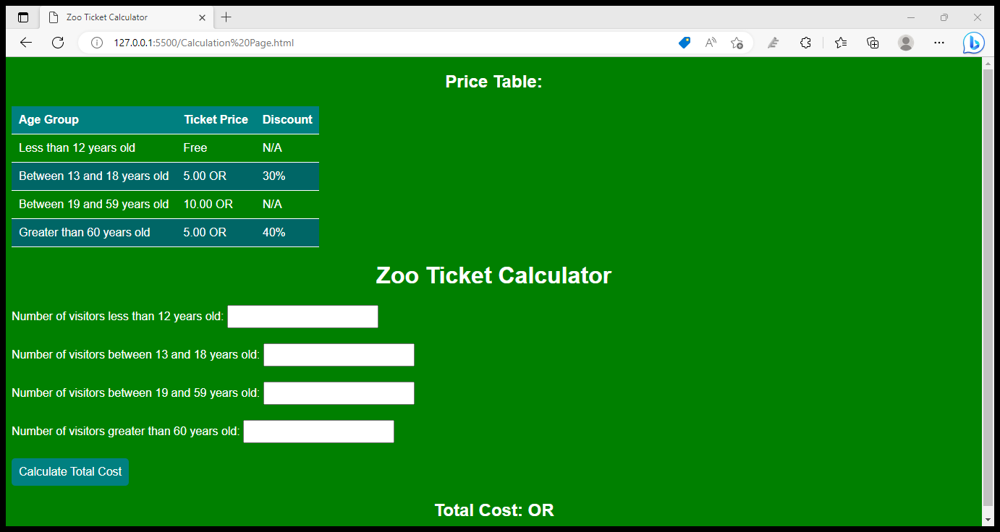 Zoo Ticket Calculator
127.0.0.1:5500/Calculation%20Page.html
Price Table:
Age Group Ticket Price Discount
Less than 12 years old Free N/A
Between 13 and 18 years old 5.00 OR 30%
Between 19 and 59 years old 10.00 OR N/A
Greater than 60 years old 5.00 OR 40%
Zoo Ticket Calculator
Number of visitors less than 12 years old:
Number of visitors between 13 and 18 years old:
Number of visitors between 19 and 59 years old:
Number of visitors greater than 60 years old:
Calculate Total Cost
Total Cost: OR